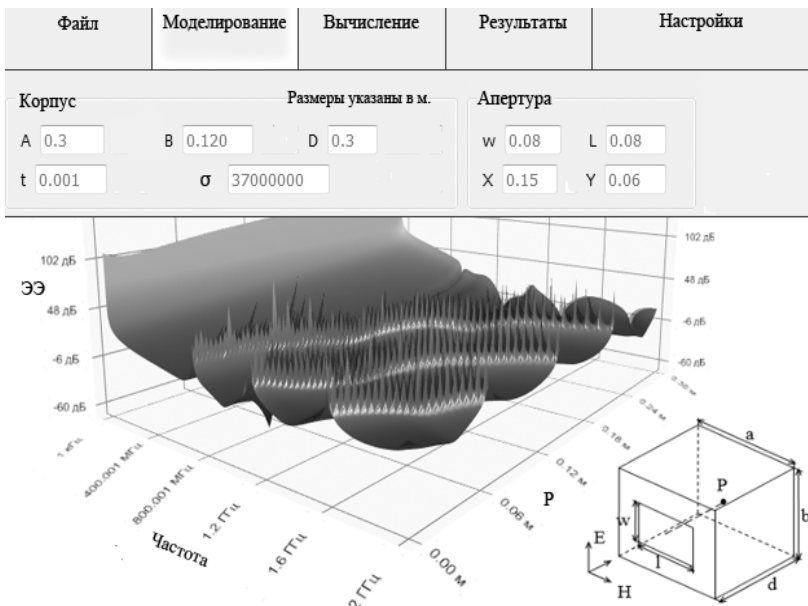 Файл Моделирование Вычисление Результаты Настройки
Корпус Размеры указаны в м. Апертура
A 0.3 B 0.120 D 0.3 w 0.08 L 0.08
t 0.001 σ 37000000 X 0.15 Y 0.06
102 дБ 102 дБ
ЭЭ
48 дБ 48 дБ
-6 дБ -6 дБ
-60 дБ -60 дБ
1 кГц
400.001 МГц
800.001 МГц
1.2 ГГц
1.6 ГГц
2 ГГц
Частота
0.30 м
0.24 м
0.18 м
0.12 м
0.06 м
0.00 м
P
a
P
b
w
l
d
E
H